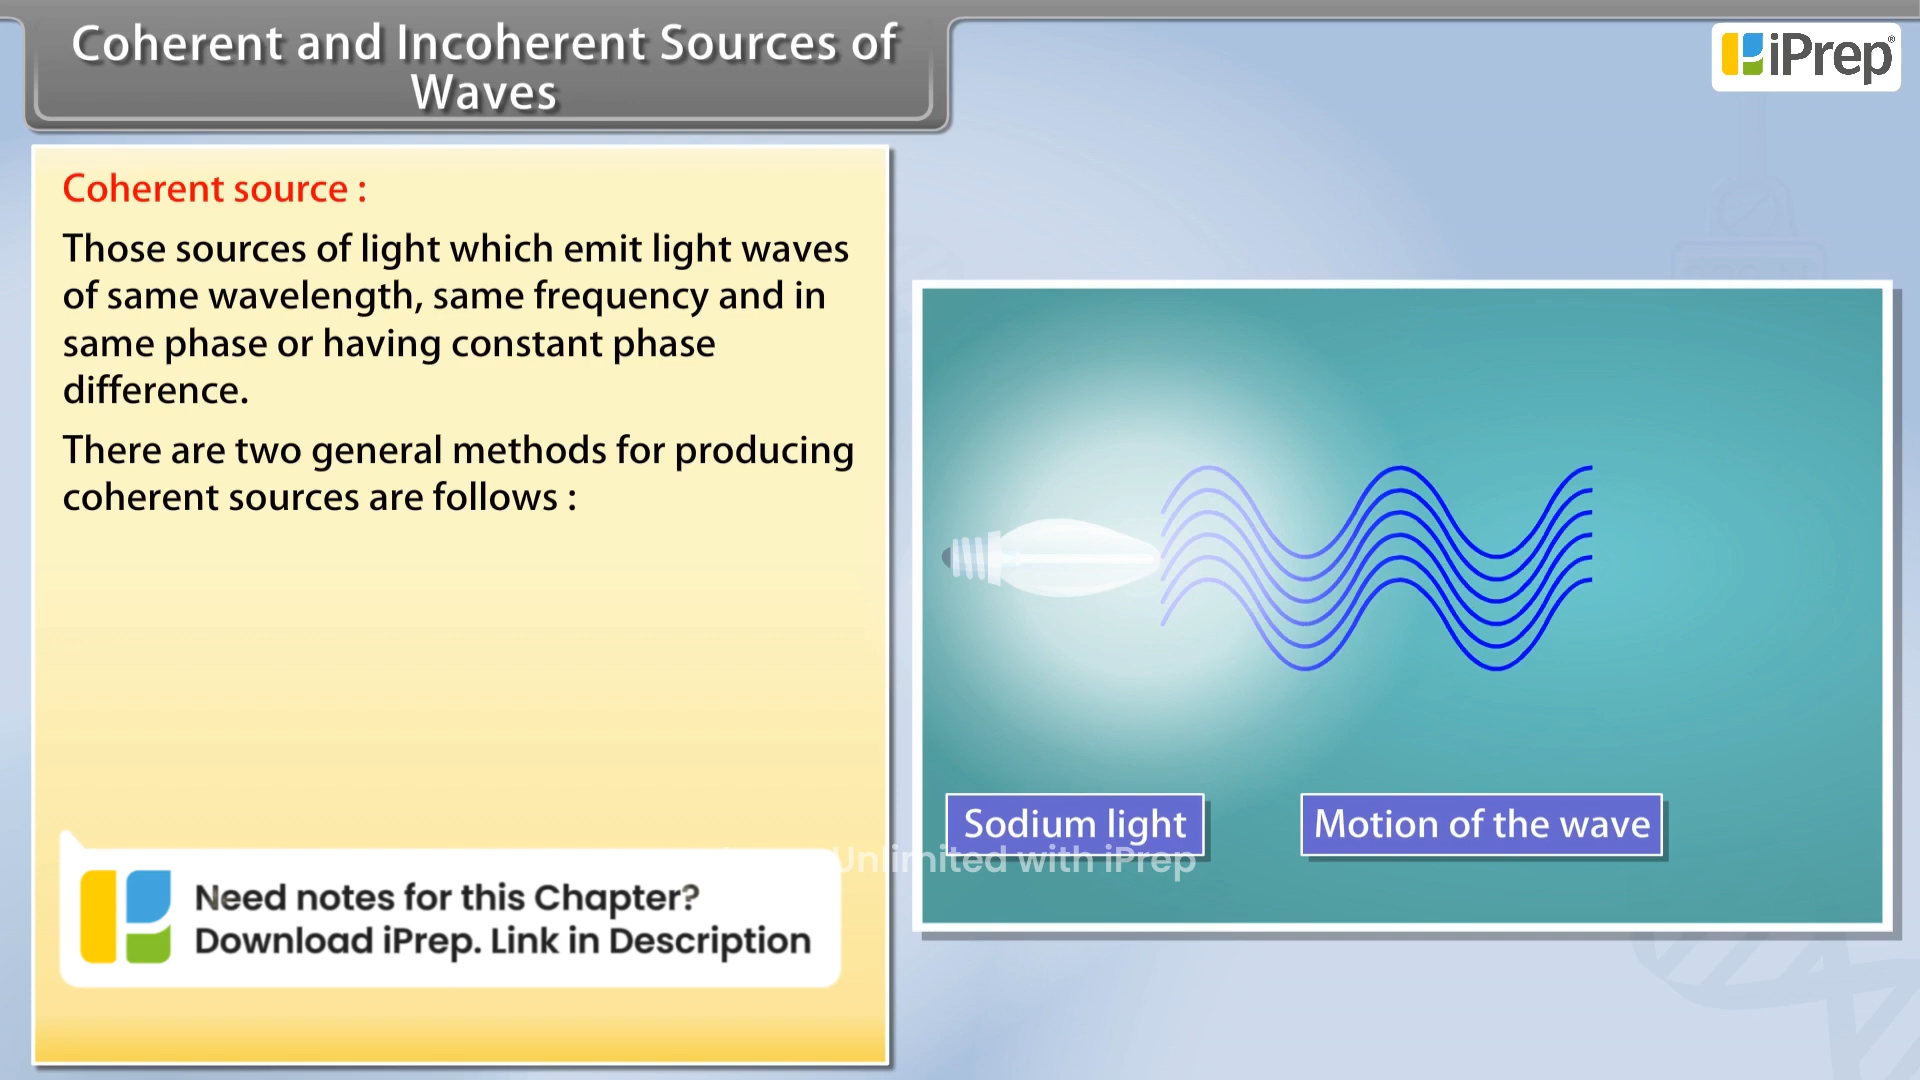 Coherent and Incoherent Sources of
Waves
iPrep®
Coherent source :
Those sources of light which emit light waves
of same wavelength, same frequency and in
same phase or having constant phase
difference.
There are two general methods for producing
coherent sources are follows :
Sodium light
Motion of the wave
Unlimited with iPrep
Need notes for this Chapter?
Download iPrep. Link in Description